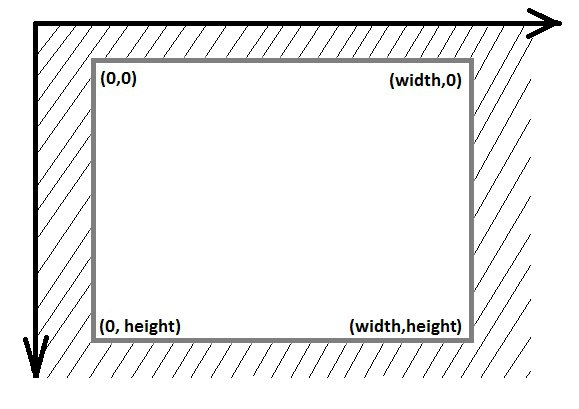 (0,0)
(width,0)
(0, height)
(width,height)